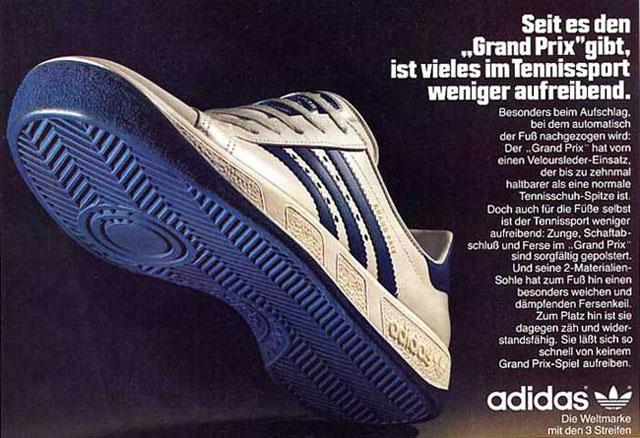 Seit es den
„Grand Prix" gibt,
ist vieles im Tennissport
weniger aufreibend.
Besonders beim Aufschlag,
bei dem automatisch
der Fuß nachgezogen wird:
Der „Grand Prix" hat vorn
einen Veloursleder-Einsatz,
der bis zu zehnmal
haltbarer als eine normale
Tennisschuh-Spitze ist.
Doch auch für die Füße selbst
ist der Tennissport weniger
aufreibend: Zunge, Schaftab-
schluß und Ferse im „Grand Prix"
sind sorgfältig gepolstert.
Und seine 2-Materialien-
Sohle hat zum Fuß hin einen
besonders weichen und
dämpfenden Fersenkeil.
Zum Platz hin ist sie
dagegen zäh und wider-
standsfähig. Sie läßt sich so
schnell von keinem
Grand Prix-Spiel aufreiben.
adidas
adidas
Die Weltmarke
mit den 3 Streifen